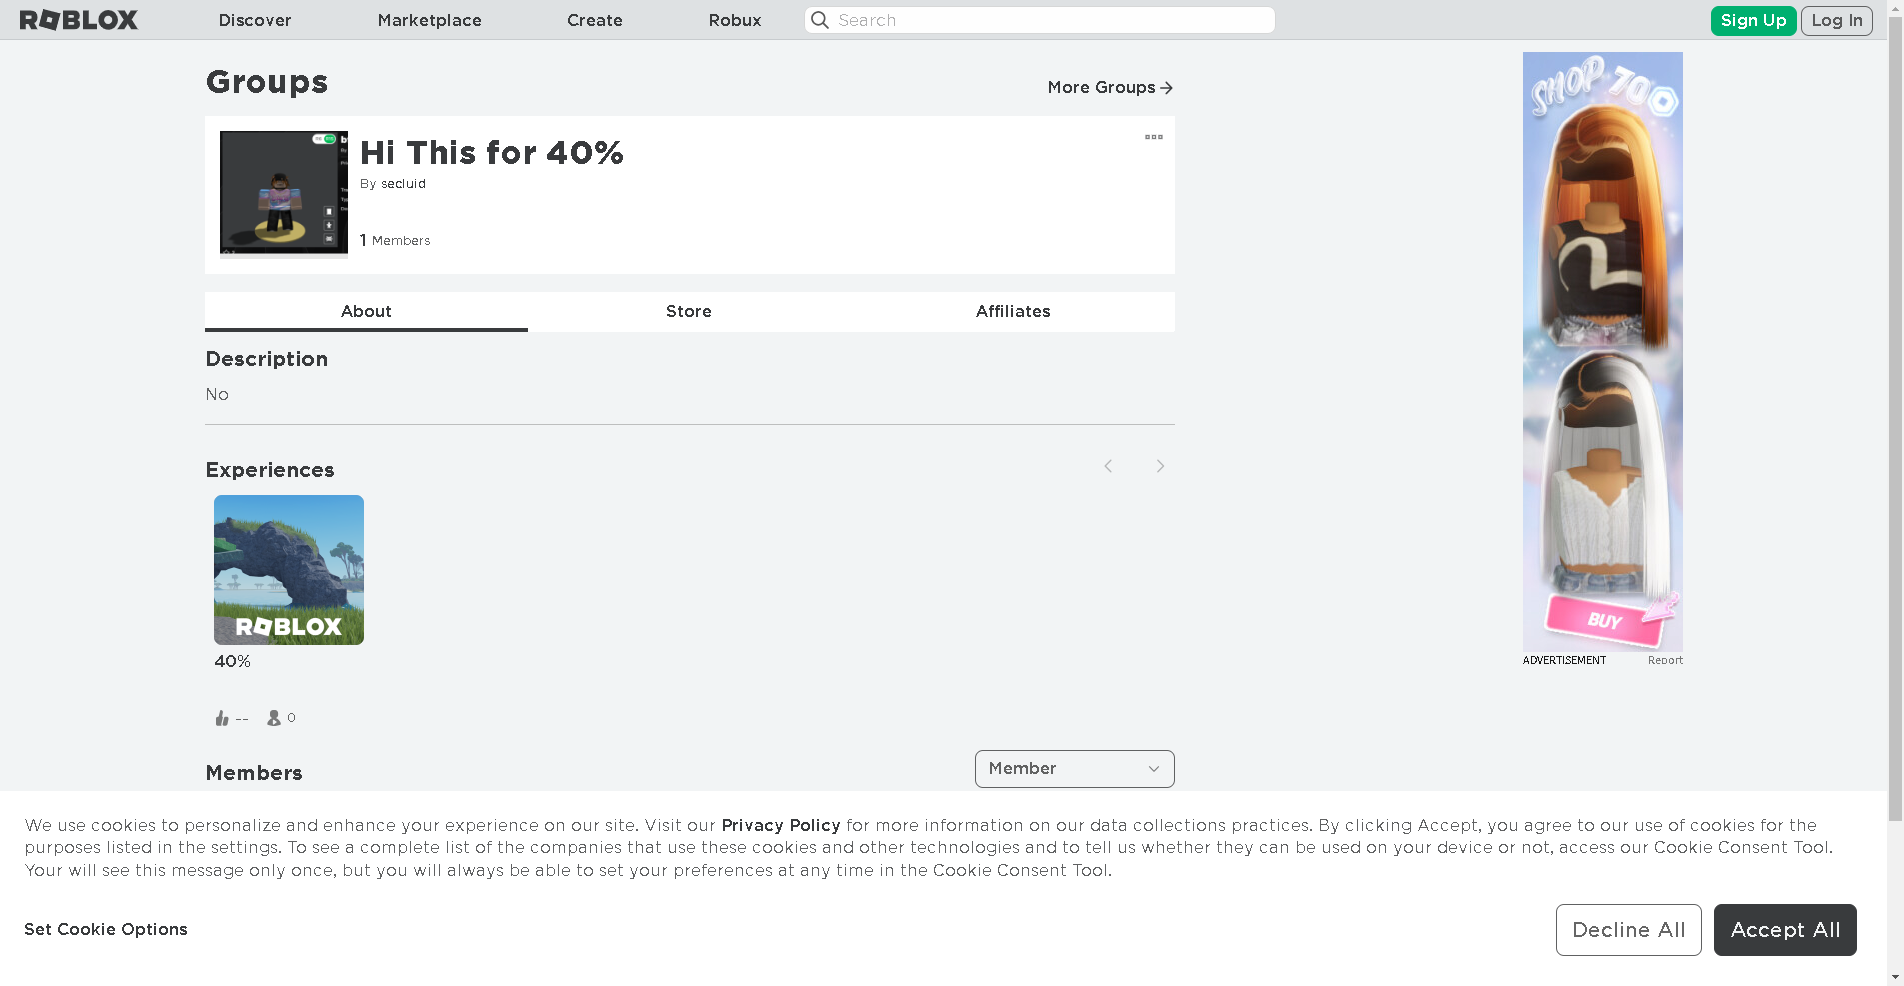 ROBLOX
Discover
Marketplace
Create
Robux
Search
Sign Up
Log In
Groups
More Groups
Hi This for 40%
By secluid
1 Members
About
Store
Affiliates
Description
No
Experiences
ROBLOX
40%
--
0
Members
Member
SHOP 70
BUY
ADVERTISEMENT
Report
We use cookies to personalize and enhance your experience on our site. Visit our Privacy Policy for more information on our data collections practices. By clicking Accept, you agree to our use of cookies for the
purposes listed in the settings. To see a complete list of the companies that use these cookies and other technologies and to tell us whether they can be used on your device or not, access our Cookie Consent Tool.
Your will see this message only once, but you will always be able to set your preferences at any time in the Cookie Consent Tool.
Set Cookie Options
Decline All
Accept All